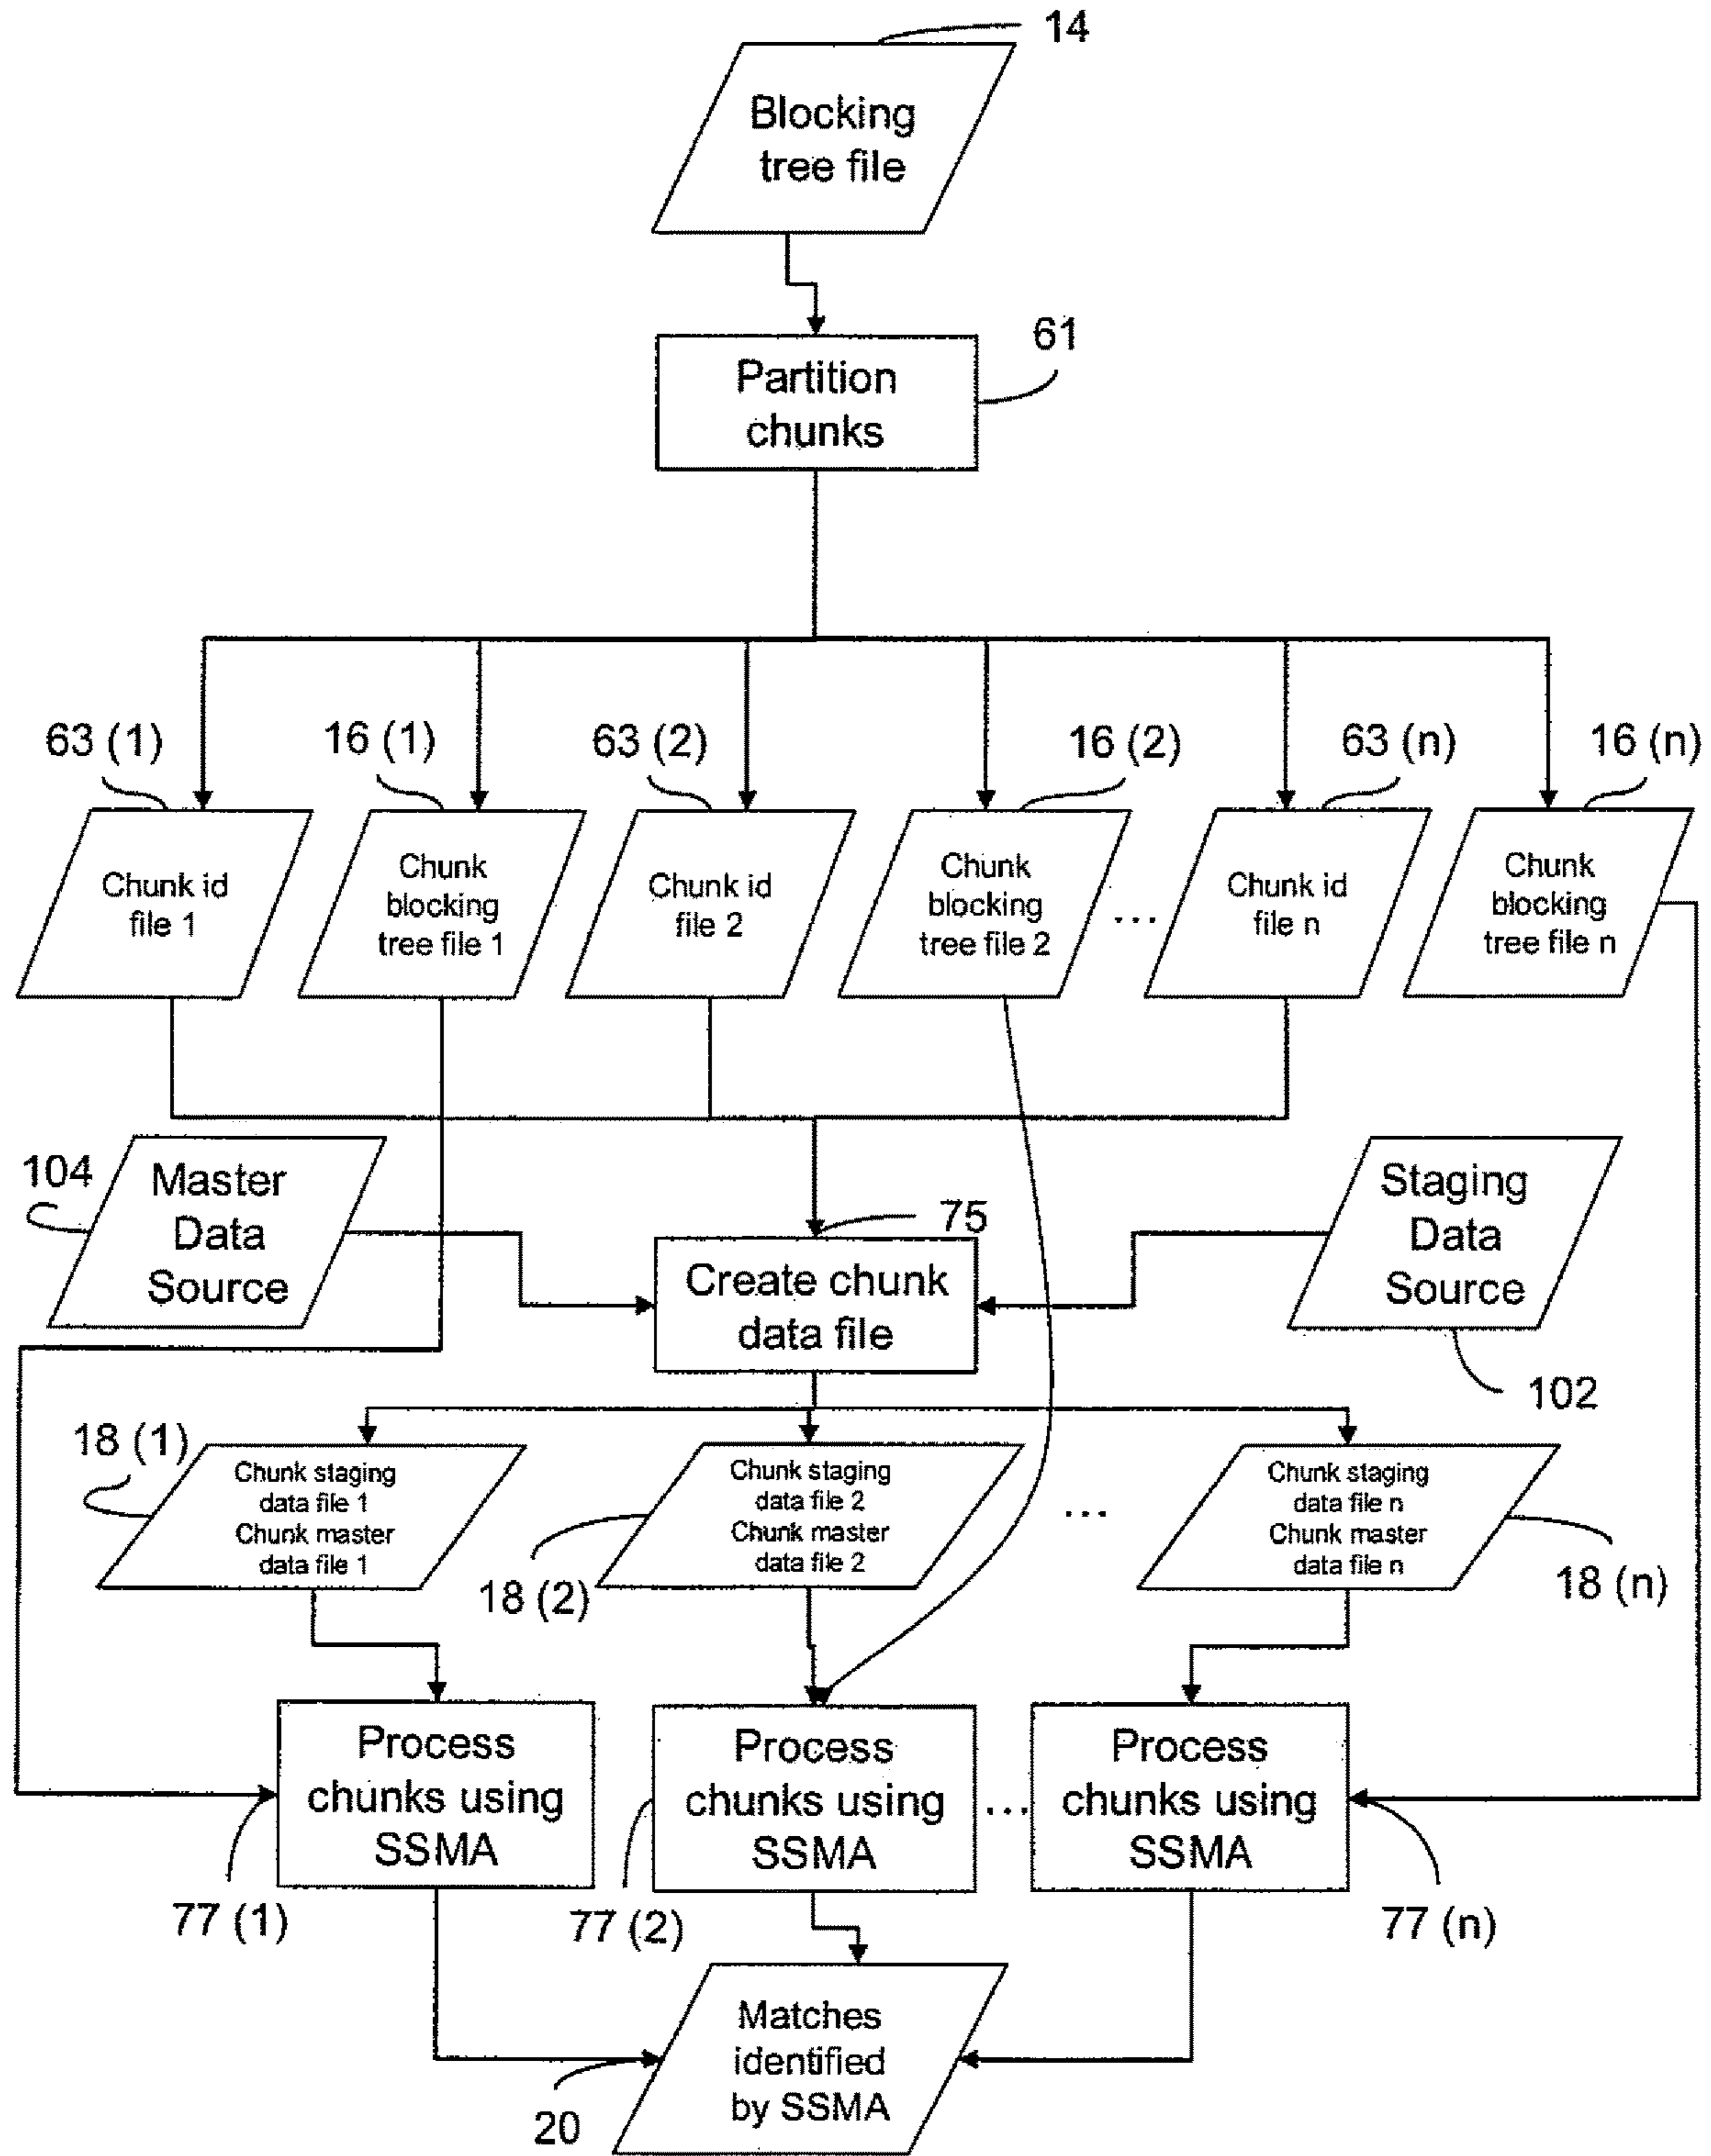 14
Blocking
tree file
61
Partition
chunks
63 (1)
16 (1)
63 (2)
16 (2)
63 (n)
16 (n)
Chunk id
file 1
Chunk
blocking
tree file 1
Chunk id
file 2
Chunk
blocking
tree file 2
...
Chunk id
file n
Chunk
blocking
tree file n
104
Master
Data
Source
75
Create chunk
data file
Staging
Data
Source
102
18 (1)
Chunk staging
data file 1
Chunk master
data file 1
18 (2)
Chunk staging
data file 2
Chunk master
data file 2
...
Chunk staging
data file n
Chunk master
data file n
18 (n)
Process
chunks using
SSMA
77 (1)
Process
chunks using
SSMA
77 (2)
...
Process
chunks using
SSMA
77 (n)
Matches
identified
by SSMA
20